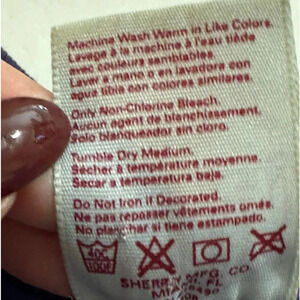 Machine Wash Warm in Like Colors.
Lavage à la machine à l'eau tiède
avec couleurs semblables.
Lavar a mano o en lavadora con
agua tibia con colores similares.
Only Non-Chlorine Bleach.
Aucun agent de blanchissement.
Solo blanqueador sin cloro.
Tumble Dry Medium.
Sécher à température moyenne.
Secar a temperatura baja.
Do Not Iron if Decorated.
Ne pas repasser vêtements ornés.
No planchar si tiene estampado.
40C
100F
SHERRY MFG. CO.
FL